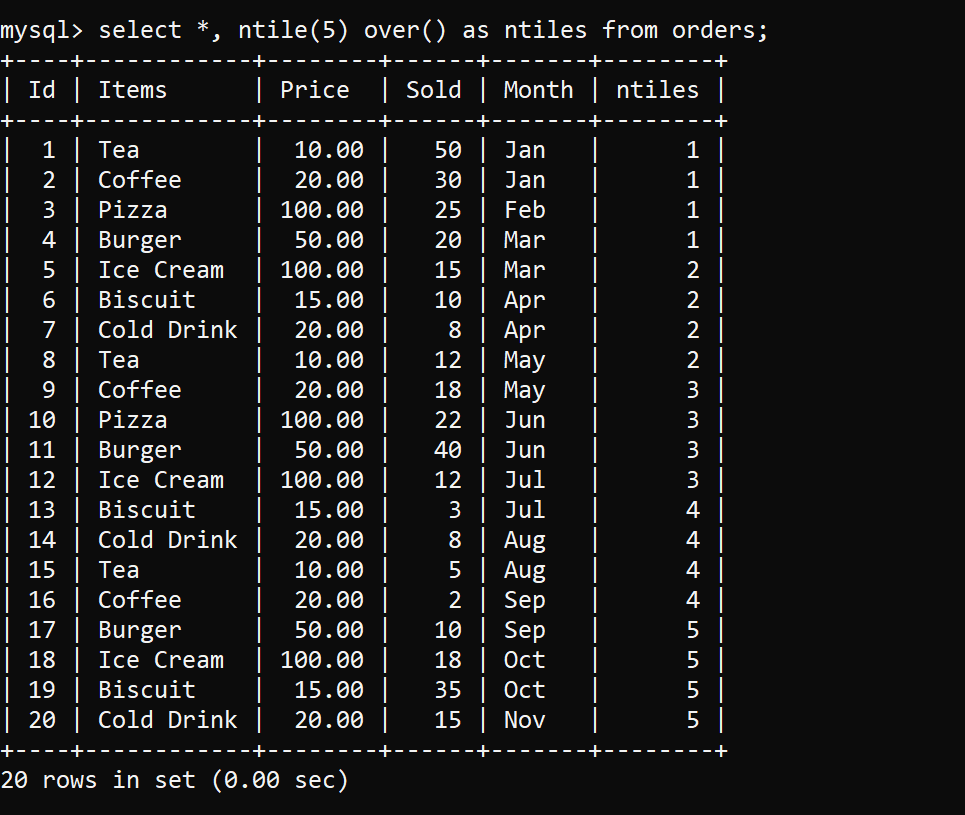 mysql> select *, ntile(5) over() as ntiles from orders;
+----+------------+--------+------+-------+--------+
| Id | Items      | Price  | Sold | Month | ntiles |
+----+------------+--------+------+-------+--------+
|  1 | Tea        |  10.00 |   50 | Jan   |      1 |
|  2 | Coffee     |  20.00 |   30 | Jan   |      1 |
|  3 | Pizza      | 100.00 |   25 | Feb   |      1 |
|  4 | Burger     |  50.00 |   20 | Mar   |      1 |
|  5 | Ice Cream  | 100.00 |   15 | Mar   |      2 |
|  6 | Biscuit    |  15.00 |   10 | Apr   |      2 |
|  7 | Cold Drink |  20.00 |    8 | Apr   |      2 |
|  8 | Tea        |  10.00 |   12 | May   |      2 |
|  9 | Coffee     |  20.00 |   18 | May   |      3 |
| 10 | Pizza      | 100.00 |   22 | Jun   |      3 |
| 11 | Burger     |  50.00 |   40 | Jun   |      3 |
| 12 | Ice Cream  | 100.00 |   12 | Jul   |      3 |
| 13 | Biscuit    |  15.00 |    3 | Jul   |      4 |
| 14 | Cold Drink |  20.00 |    8 | Aug   |      4 |
| 15 | Tea        |  10.00 |    5 | Aug   |      4 |
| 16 | Coffee     |  20.00 |    2 | Sep   |      4 |
| 17 | Burger     |  50.00 |   10 | Sep   |      5 |
| 18 | Ice Cream  | 100.00 |   18 | Oct   |      5 |
| 19 | Biscuit    |  15.00 |   35 | Oct   |      5 |
| 20 | Cold Drink |  20.00 |   15 | Nov   |      5 |
+----+------------+--------+------+-------+--------+
20 rows in set (0.00 sec)